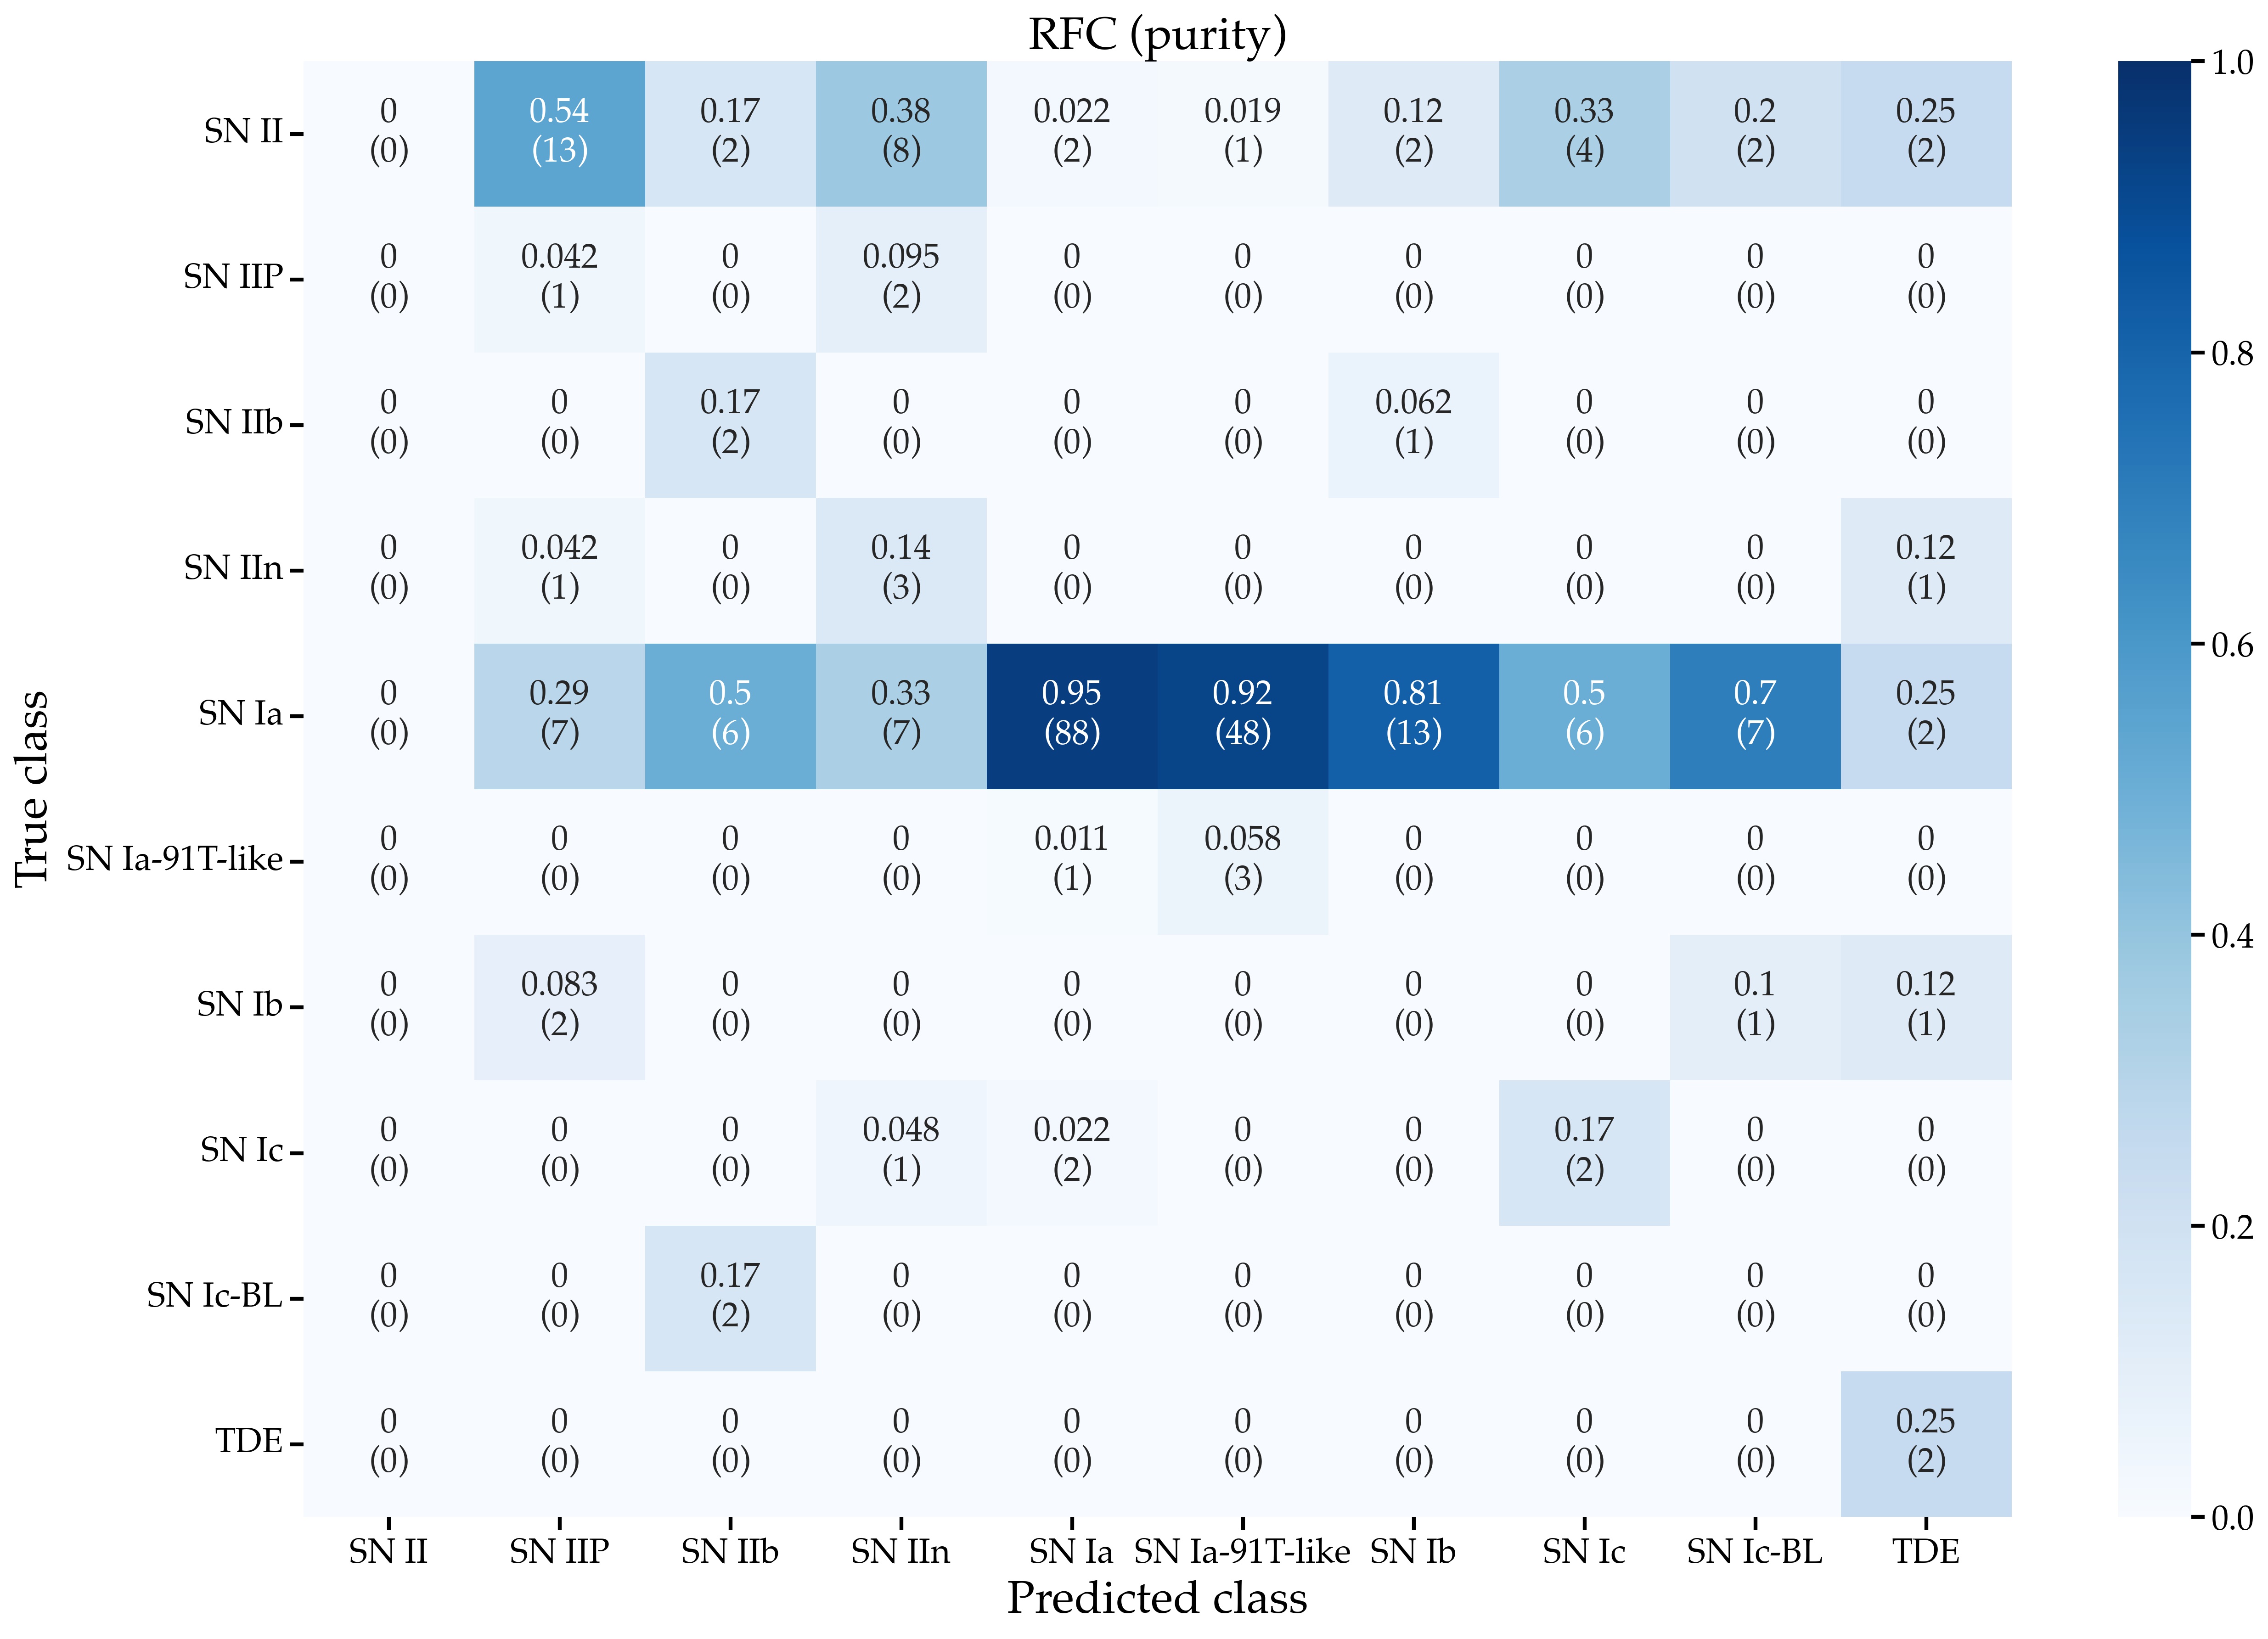 RFC (purity)
SN II 0 0.54 0.17 0.38 0.022 0.019 0.12 0.33 0.2 0.25
(0) (13) (2) (8) (2) (1) (2) (4) (2) (2)
SN IIP 0 0.042 0 0.095 0 0 0 0 0 0
(0) (1) (0) (2) (0) (0) (0) (0) (0) (0)
SN IIb 0 0 0.17 0 0 0 0.062 0 0 0
(0) (0) (2) (0) (0) (0) (1) (0) (0) (0)
SN IIn 0 0.042 0 0.14 0 0 0 0 0 0.12
(0) (1) (0) (3) (0) (0) (0) (0) (0) (1)
SN Ia 0 0.29 0.5 0.33 0.95 0.92 0.81 0.5 0.7 0.25
(0) (7) (6) (7) (88) (48) (13) (6) (7) (2)
SN Ia-91T-like 0 0 0 0 0.011 0.058 0 0 0 0
(0) (0) (0) (0) (1) (3) (0) (0) (0) (0)
SN Ib 0 0.083 0 0 0 0 0 0 0.1 0.12
(0) (2) (0) (0) (0) (0) (0) (0) (1) (1)
SN Ic 0 0 0 0.048 0.022 0 0 0.17 0 0
(0) (0) (0) (1) (2) (0) (0) (2) (0) (0)
SN Ic-BL 0 0 0.17 0 0 0 0 0 0 0
(0) (0) (2) (0) (0) (0) (0) (0) (0) (0)
TDE 0 0 0 0 0 0 0 0 0 0.25
(0) (0) (0) (0) (0) (0) (0) (0) (0) (2)
SN II SN IIP SN IIb SN IIn SN Ia SN Ia-91T-like SN Ib SN Ic SN Ic-BL TDE
Predicted class
True class
1.0
0.8
0.6
0.4
0.2
0.0